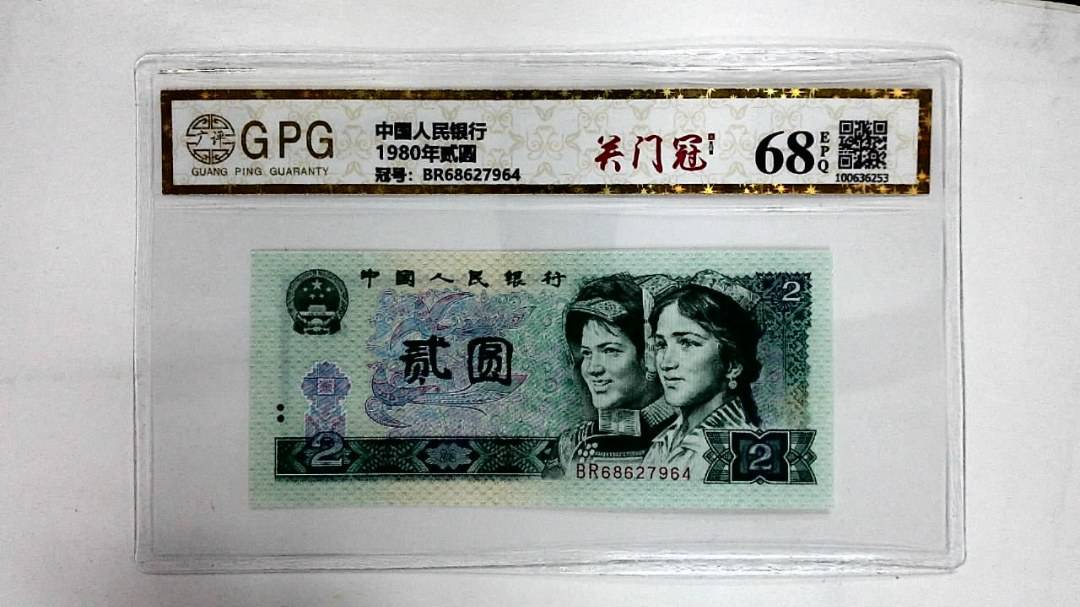 广评
GPG
GUANG PING GUARANTY
中国人民银行
1980年贰圆
冠号：BR68627964
关门冠
68
EPQ
100636253
中國人民银行
2
贰圆
2
2
BR68627964